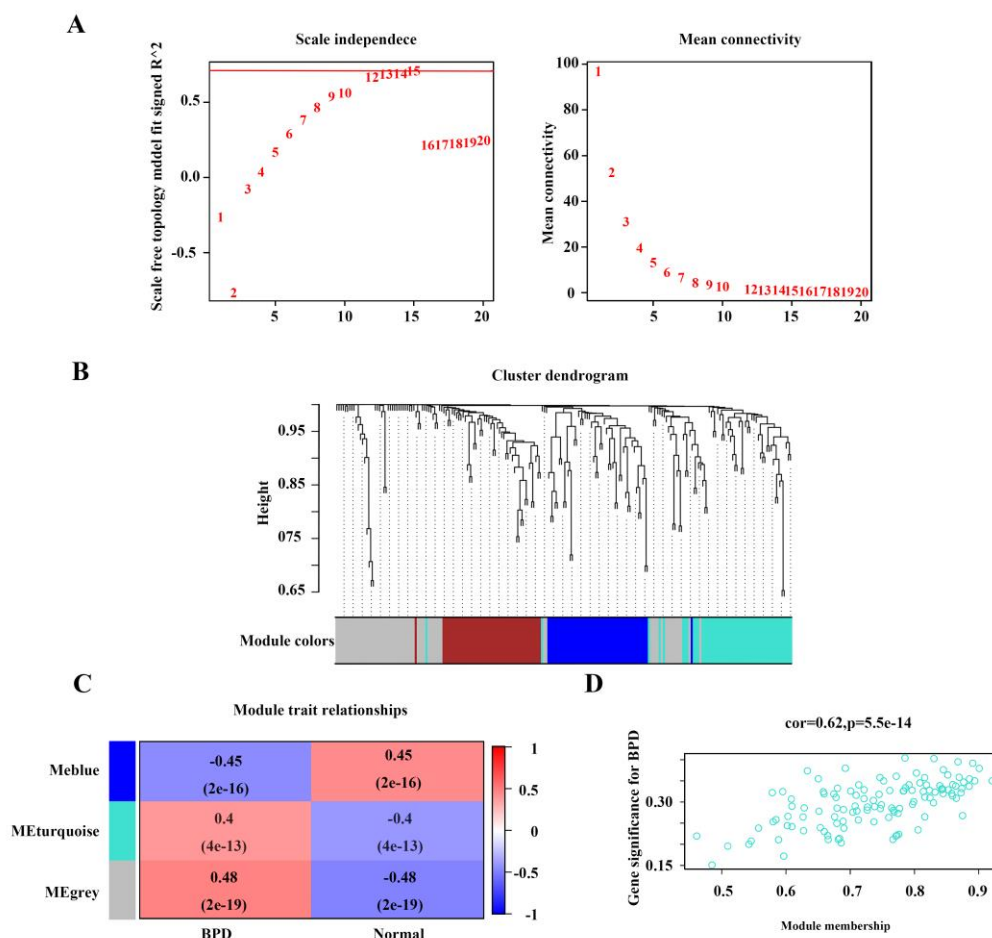 A
Scale independece
Mean connectivity
Scale free topology mddel fit signed R^2
0.5
0.0
-0.5
1
2
3
4
5
6
7
8
9
10
12
13
14
15
16
17
18
19
20
5
10
15
20
Mean connectivity
100
80
60
40
20
0
1
2
3
4
5
6
7
8
9
10
12
13
14
15
16
17
18
19
20
5
10
15
20
B
Cluster dendrogram
Height
0.95
0.85
075
0.65
Module colors
C
Module trait relationships
Meblue
-0.45
0.45
(2e-16)
(2e-16)
MEturquoise
0.4
-0.4
(4e-13)
(4e-13)
MEgrey
0.48
-0.48
(2e-19)
(2e-19)
BPD
Normal
1
0.5
0
-0.5
-1
D
cor=0.62,p=5.5e-14
Gene significance for BPD
0.30
0.15
0.5
0.6
0.7
0.8
0.9
Module membership